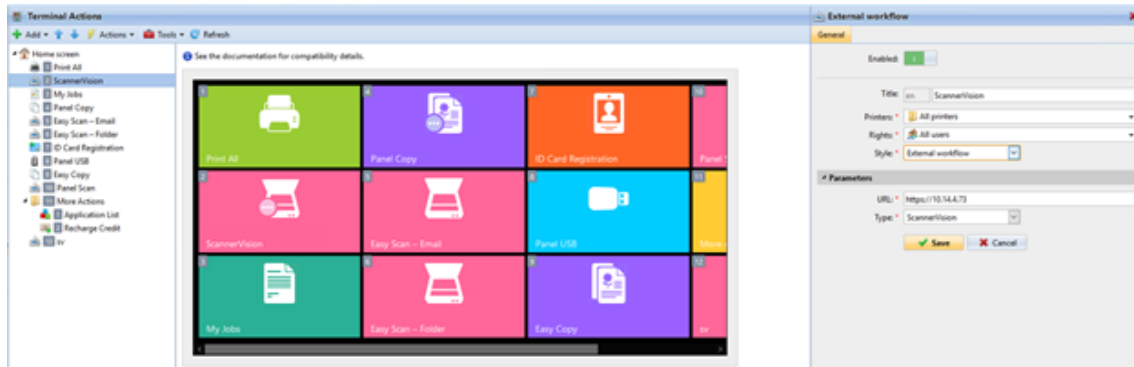 Terminal Actions
Add Actions Tools Refresh
Home screen
Print All
ScannerVision
My Jobs
Panel Copy
Easy Scan – Email
Easy Scan – Folder
ID Card Registration
Panel USB
Easy Copy
Panel Scan
More Actions
Application List
Recharge Credit
sv
See the documentation for compatibility details.
1 4 7 10
Print All Panel Copy ID Card Registration Panel
2 5 8 11
ScannerVision Easy Scan – Email Panel USB More
3 6 9 12
My Jobs Easy Scan – Folder Easy Copy sv
External workflow
General
Enabled:
Title: en ScannerVision
Printers: * All printers
Rights: * All users
Style: * External workflow
Parameters
URL: * https://10.14.4.73
Type: * ScannerVision
Save Cancel